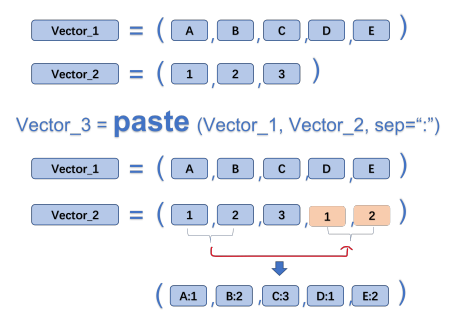 Vector_1 = ( A , B , C , D , E )
Vector_2 = ( 1 , 2 , 3 )
Vector_3 = paste (Vector_1, Vector_2, sep=“:”)
Vector_1 = ( A , B , C , D , E )
Vector_2 = ( 1 , 2 , 3 , 1 , 2 )
( A:1 , B:2 , C:3 , D:1 , E:2 )